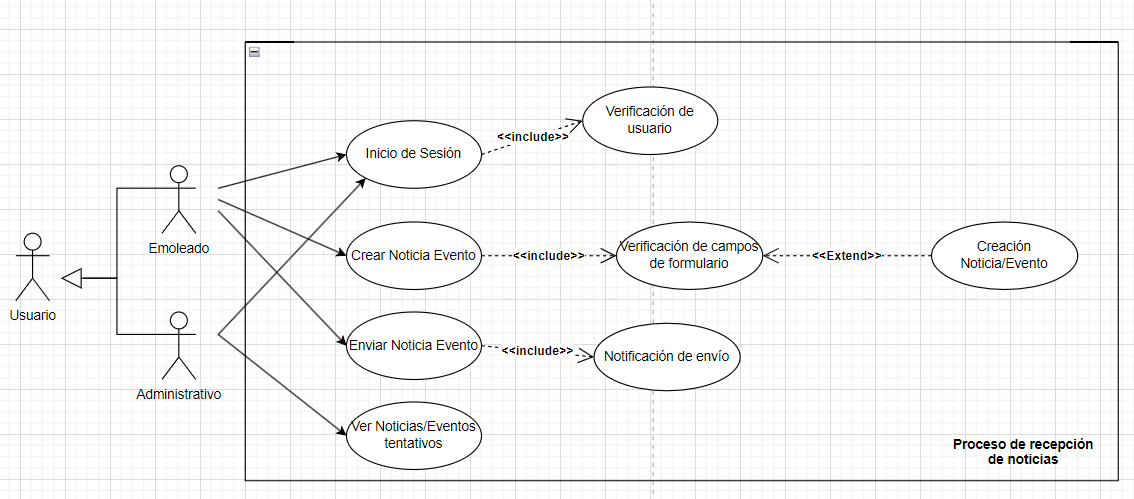 Verificación de
usuario
<<include>>
Inicio de Sesión
Emoleado
Crear Noticia Evento
<<include>>
Verificación de campos
de formulario
<<Extend>>
Creación
Noticia/Evento
Usuario
Enviar Noticia Evento
<<include>>
Notificación de envío
Administrativo
Ver Noticias/Eventos
tentativos
Proceso de recepción
de noticias